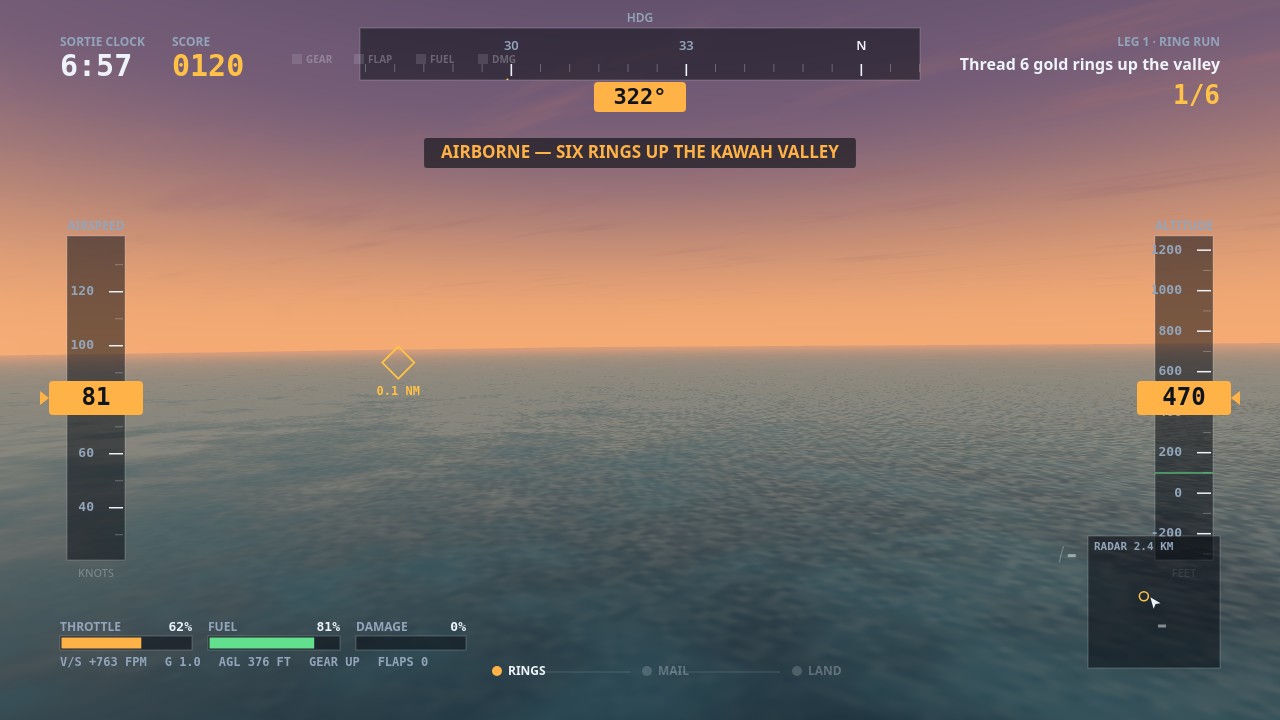 HDG
SORTIE CLOCK
6:57
SCORE
0120
GEAR
FLAP
FUEL
DMG
30
33
N
322°
LEG 1 · RING RUN
Thread 6 gold rings up the valley
1/6
AIRBORNE — SIX RINGS UP THE KAWAH VALLEY
120
100
81
60
40
KNOTS
0.1 NM
1200
1000
800
600
470
200
0
-200
FEET
RADAR 2.4 KM
THROTTLE 62%
FUEL 81%
DAMAGE 0%
V/S +763 FPM G 1.0 AGL 376 FT GEAR UP FLAPS 0
RINGS
MAIL
LAND